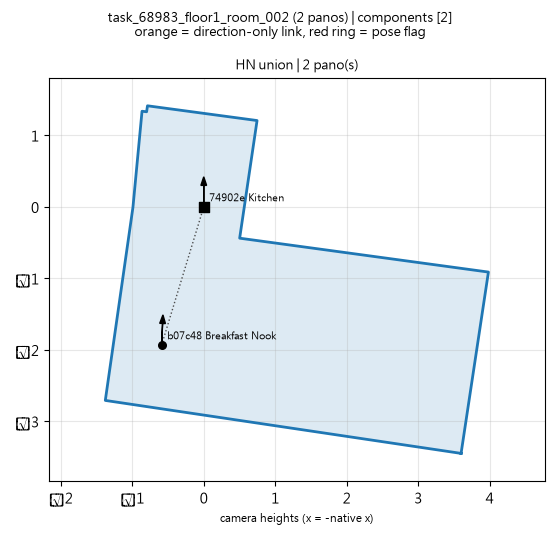 task_68983_floor1_room_002 (2 panos) | components [2]
orange = direction-only link, red ring = pose flag
HN union | 2 pano(s)
1
74902e Kitchen
0
1
b07c48 Breakfast Nook
2
3
2 1 0 1 2 3 4
camera heights (x = -native x)